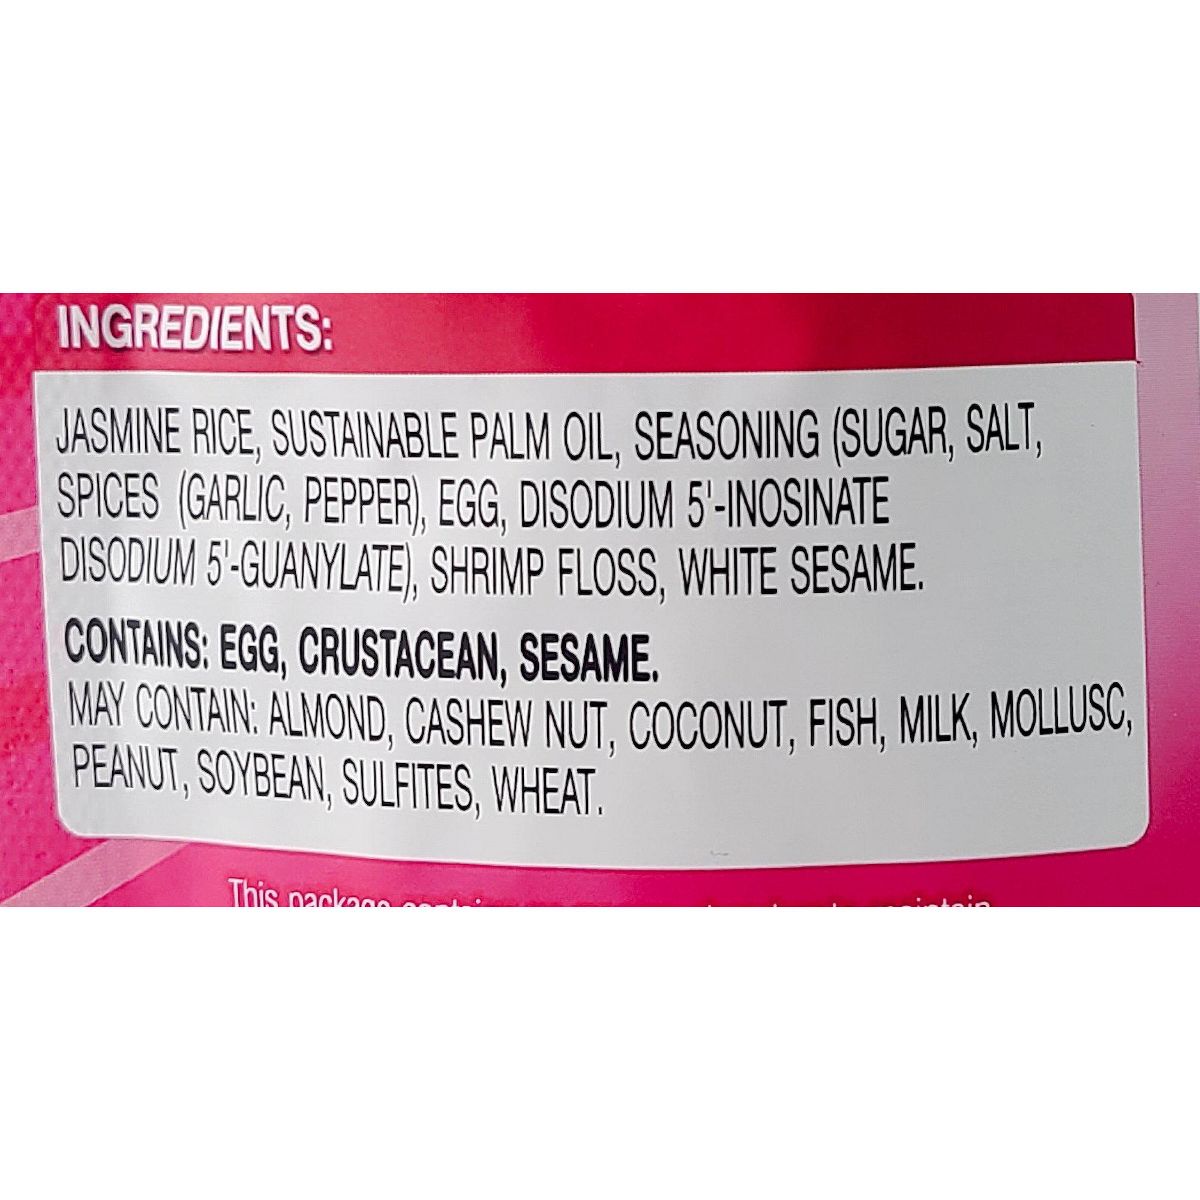 INGREDIENTS:
JASMINE RICE, SUSTAINABLE PALM OIL, SEASONING (SUGAR, SALT,
SPICES (GARLIC, PEPPER), EGG, DISODIUM 5'-INOSINATE
DISODIUM 5'-GUANYLATE), SHRIMP FLOSS, WHITE SESAME.
CONTAINS: EGG, CRUSTACEAN, SESAME.
MAY CONTAIN: ALMOND, CASHEW NUT, COCONUT, FISH, MILK, MOLLUSC,
PEANUT, SOYBEAN, SULFITES, WHEAT.
This package